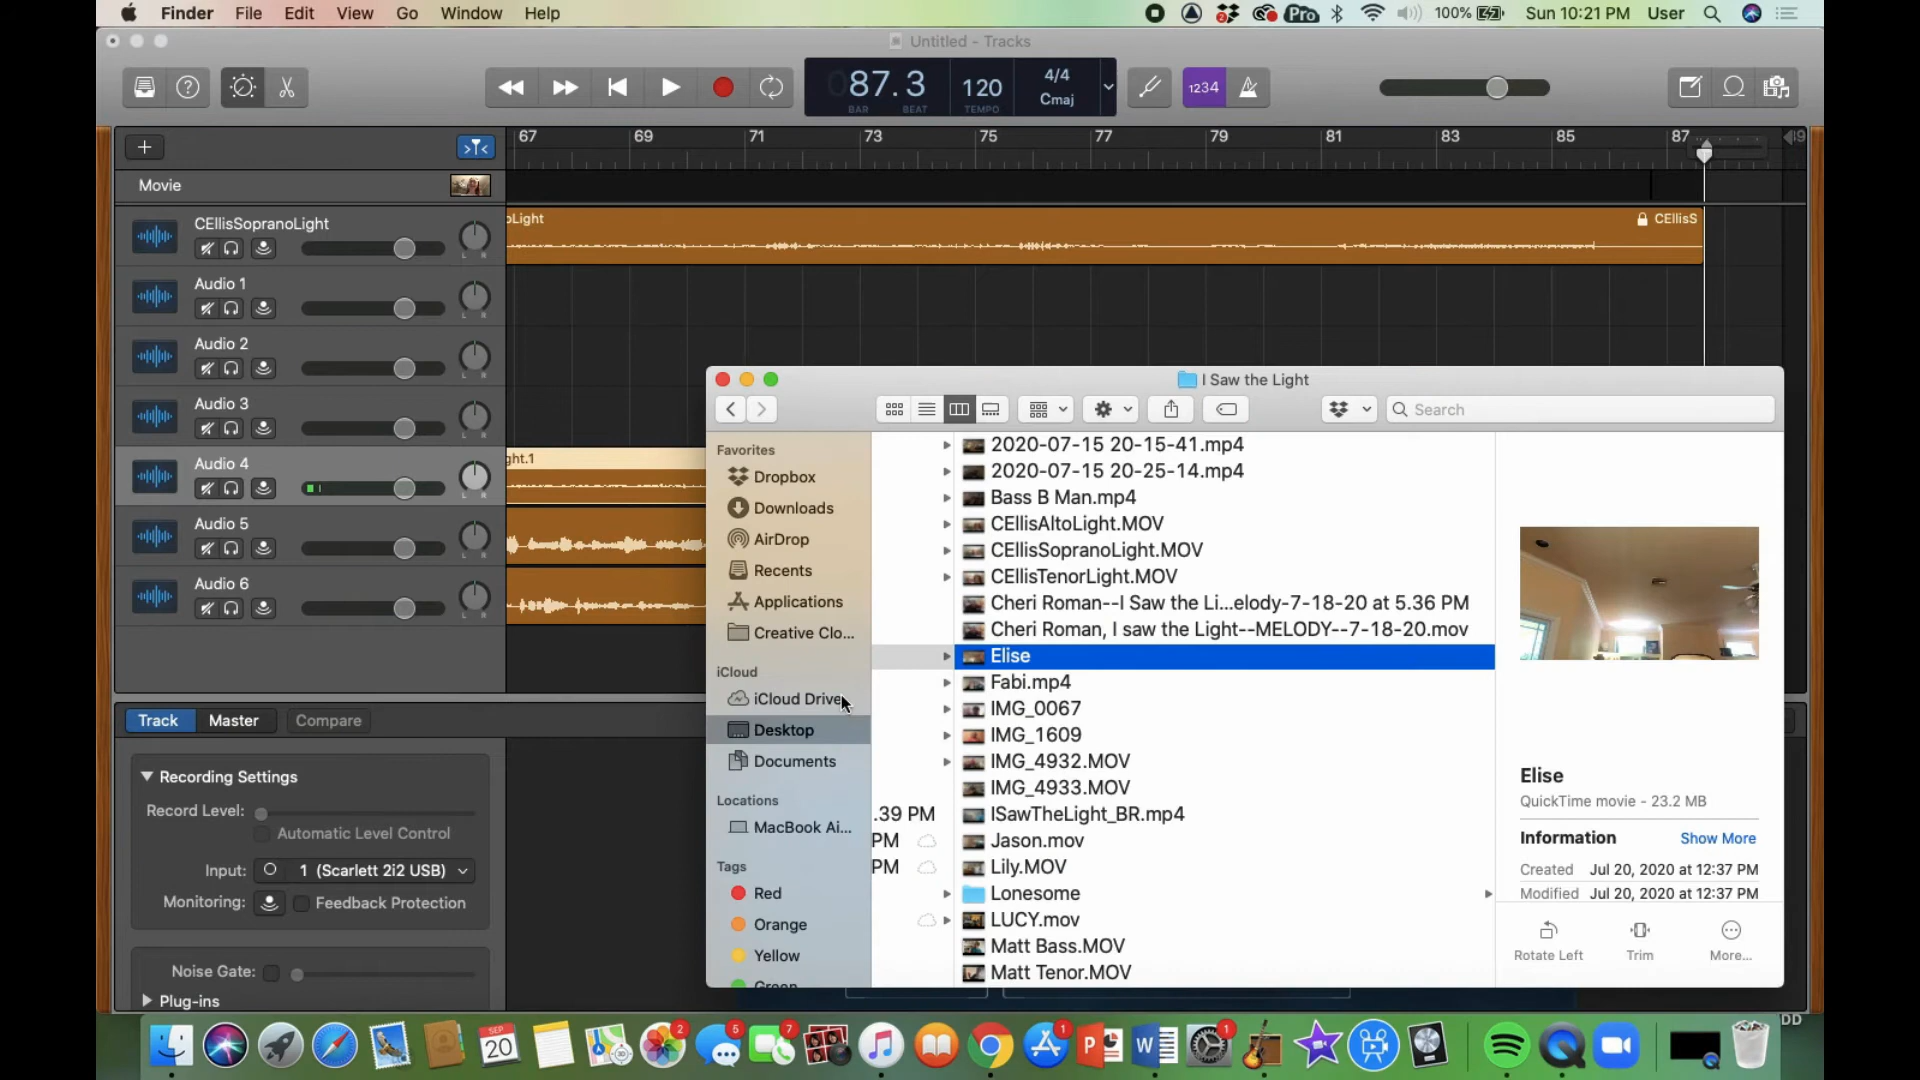 Finder File Edit View Go Window Help
Pro 100% Sun 10:21 PM User
Untitled - Tracks
87.3 120 4/4
Cmaj
BAR BEAT TEMPO
1234
67 69 71 73 75 77 79 81 83 85 87
Movie
CEllisSopranoLight
oLight CEllisS
L R
Audio 1
L R
Audio 2
L R
Audio 3
L R
Audio 4
ght.1
L R
Audio 5
L R
Audio 6
L R
Track Master Compare
Recording Settings
Record Level:
Automatic Level Control
Input: 1 (Scarlett 2i2 USB)
Monitoring: Feedback Protection
Noise Gate:
Plug-ins
I Saw the Light
Search
Favorites
Dropbox
Downloads
AirDrop
Recents
Applications
Creative Clo...
iCloud
iCloud Drive
Desktop
Documents
Locations
MacBook Ai...
Tags
Red
Orange
Yellow
Green
.39 PM
PM
PM
2020-07-15 20-15-41.mp4
2020-07-15 20-25-14.mp4
Bass B Man.mp4
CEllisAltoLight.MOV
CEllisSopranoLight.MOV
CEllisTenorLight.MOV
Cheri Roman--I Saw the Li...elody-7-18-20 at 5.36 PM
Cheri Roman, I saw the Light--MELODY--7-18-20.mov
Elise
Fabi.mp4
IMG_0067
IMG_1609
IMG_4932.MOV
IMG_4933.MOV
ISawTheLight_BR.mp4
Jason.mov
Lily.MOV
Lonesome
LUCY.mov
Matt Bass.MOV
Matt Tenor.MOV
Elise
QuickTime movie - 23.2 MB
Information Show More
Created Jul 20, 2020 at 12:37 PM
Modified Jul 20, 2020 at 12:37 PM
Rotate Left Trim More...
SEP
20
2
5
7
1
1